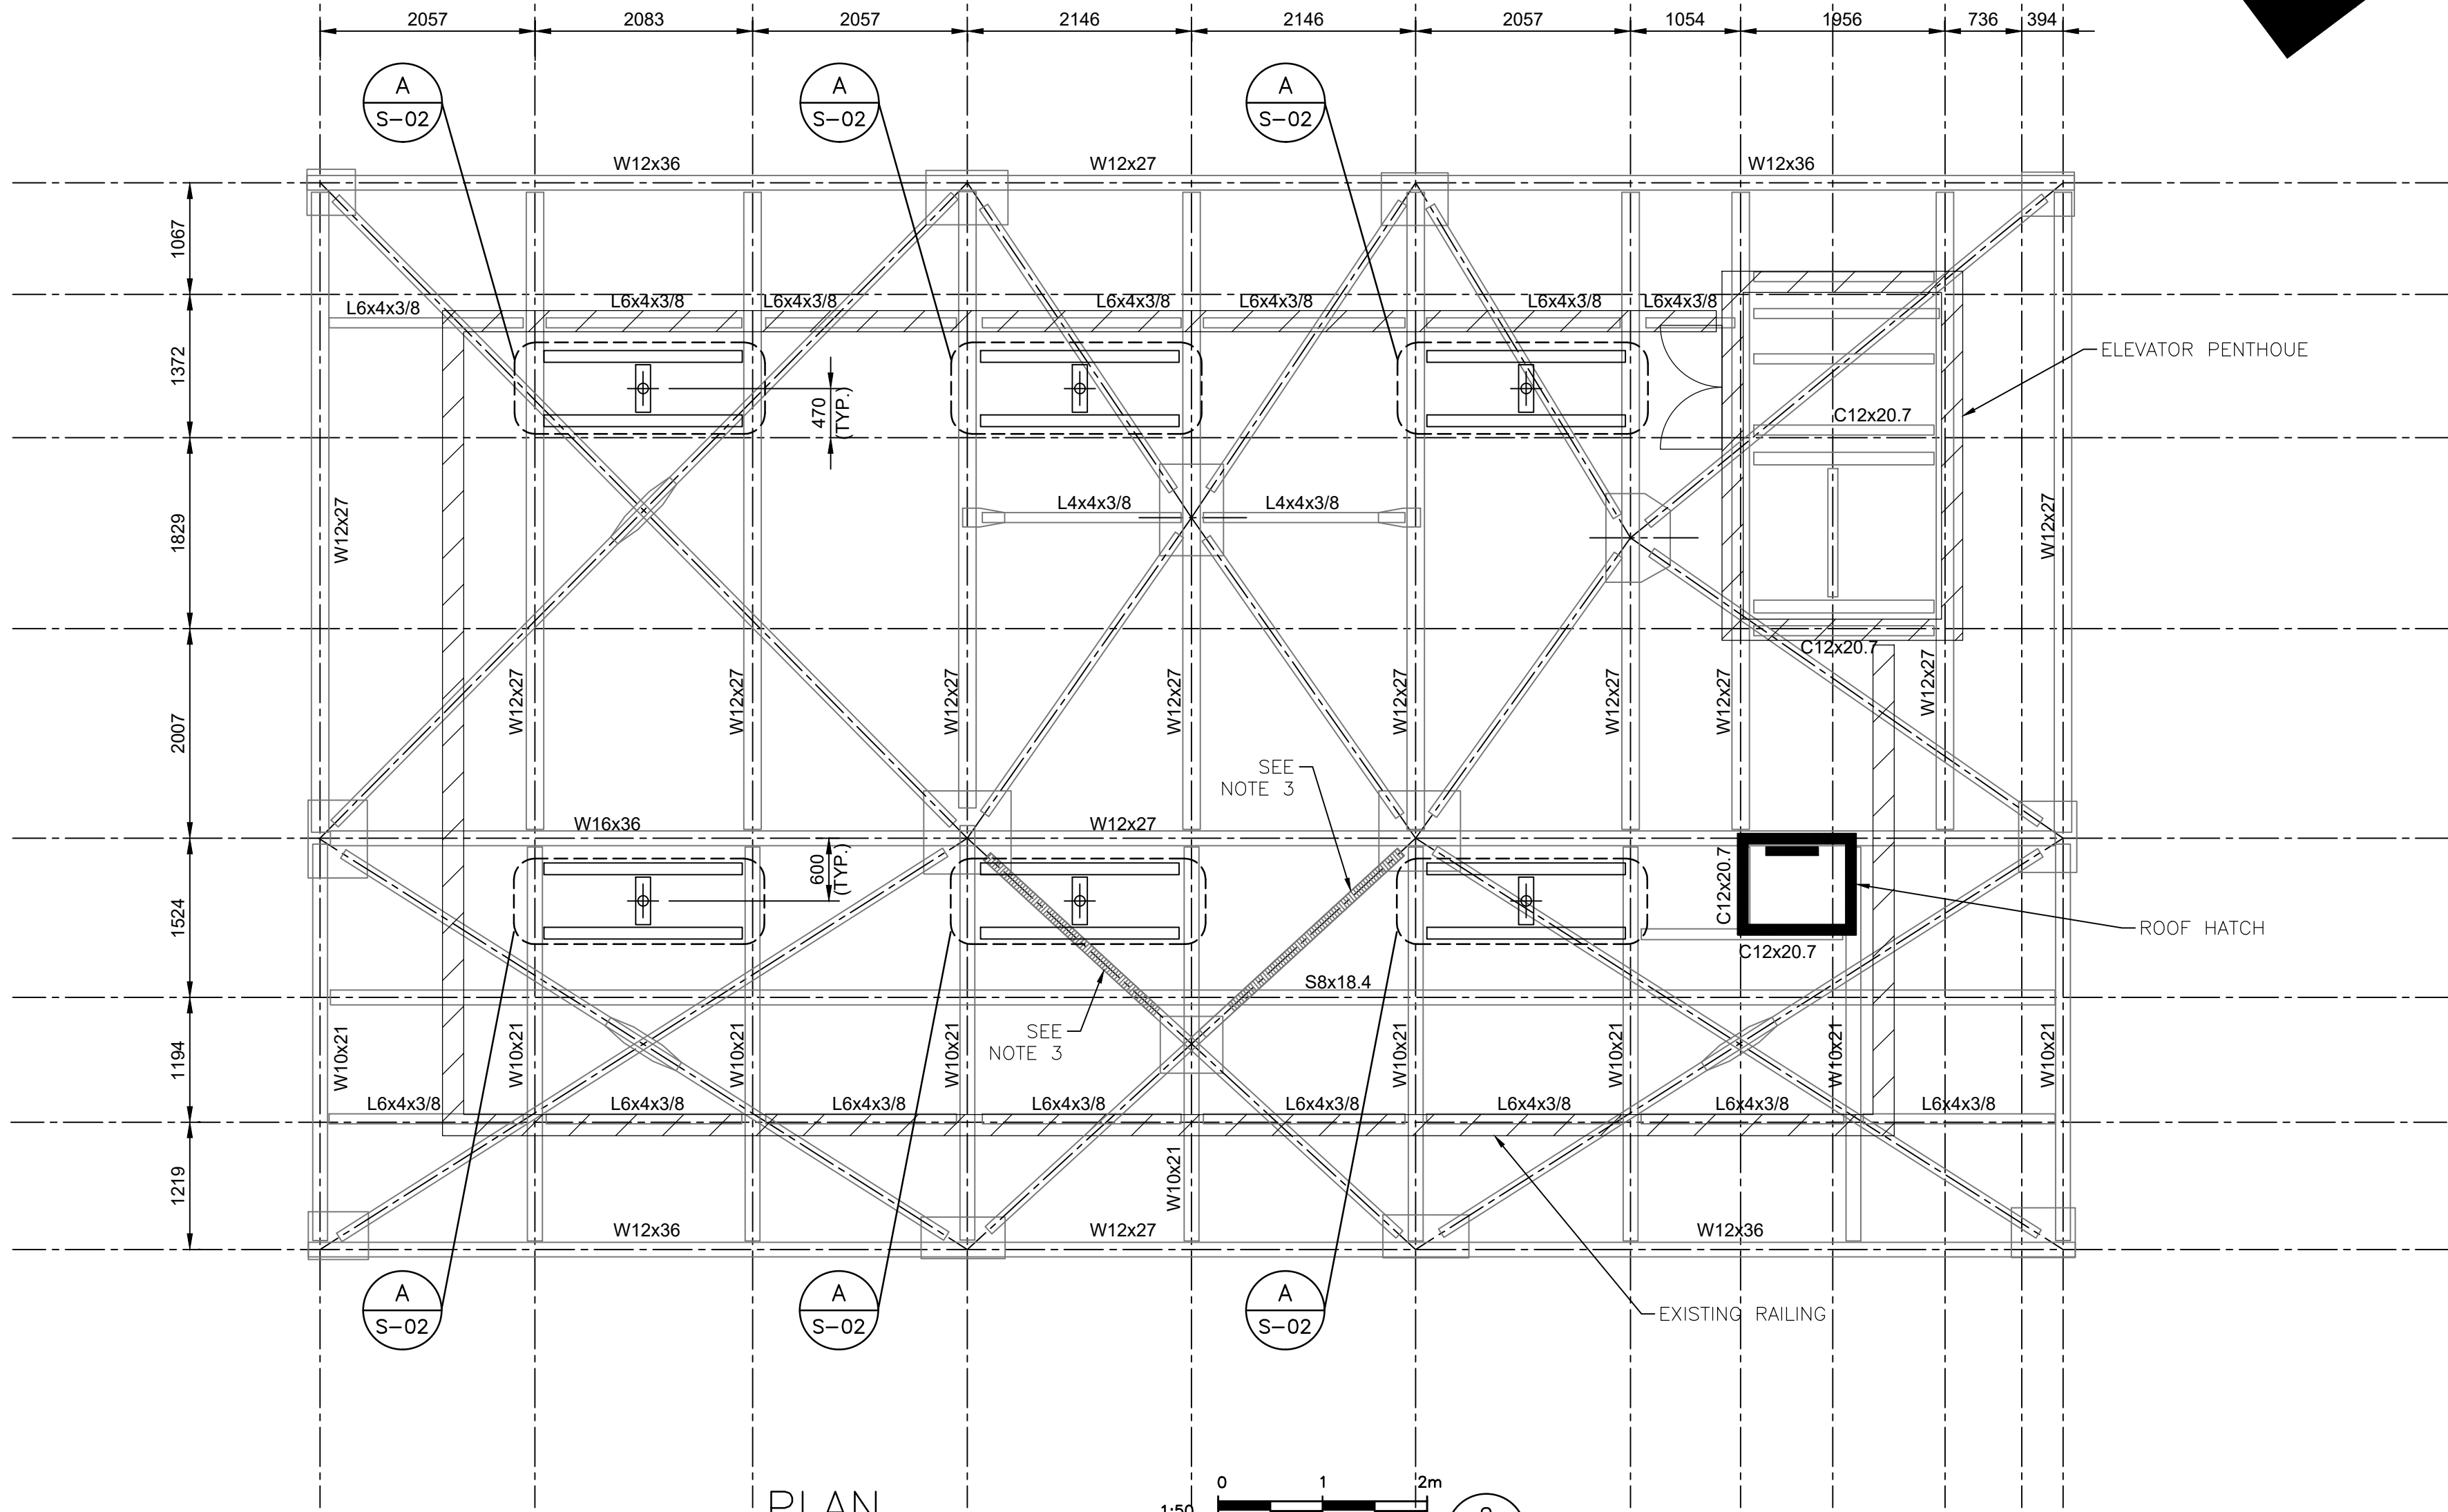 2057 2083 2057 2146 2146 2057 1054 1956 736 394
A A A
S-02 S-02 S-02
W12x36 W12x27 W12x36
1067
L6x4x3/8 L6x4x3/8 L6x4x3/8 L6x4x3/8 L6x4x3/8 L6x4x3/8 L6x4x3/8
1372
ELEVATOR PENTHOUE
470
(TYP.)
C12x20.7
1829
W12x27
L4x4x3/8 L4x4x3/8
W12x27
C12x20.7
2007
W12x27 W12x27 W12x27 W12x27 W12x27 W12x27 W12x27 W12x27
SEE
NOTE 3
W16x36 W12x27
600
(TYP.)
1524
C12x20.7
C12x20.7
ROOF HATCH
S8x18.4
SEE
NOTE 3
1194
W10x21 W10x21 W10x21 W10x21 W10x21 W10x21 W10x21 W10x21
L6x4x3/8 L6x4x3/8 L6x4x3/8 L6x4x3/8 L6x4x3/8 L6x4x3/8 L6x4x3/8 L6x4x3/8
1219
W10x21
W12x36 W12x27 W12x36
A A A
S-02 S-02 S-02
EXISTING RAILING
PLAN
0 1 2m
1:50